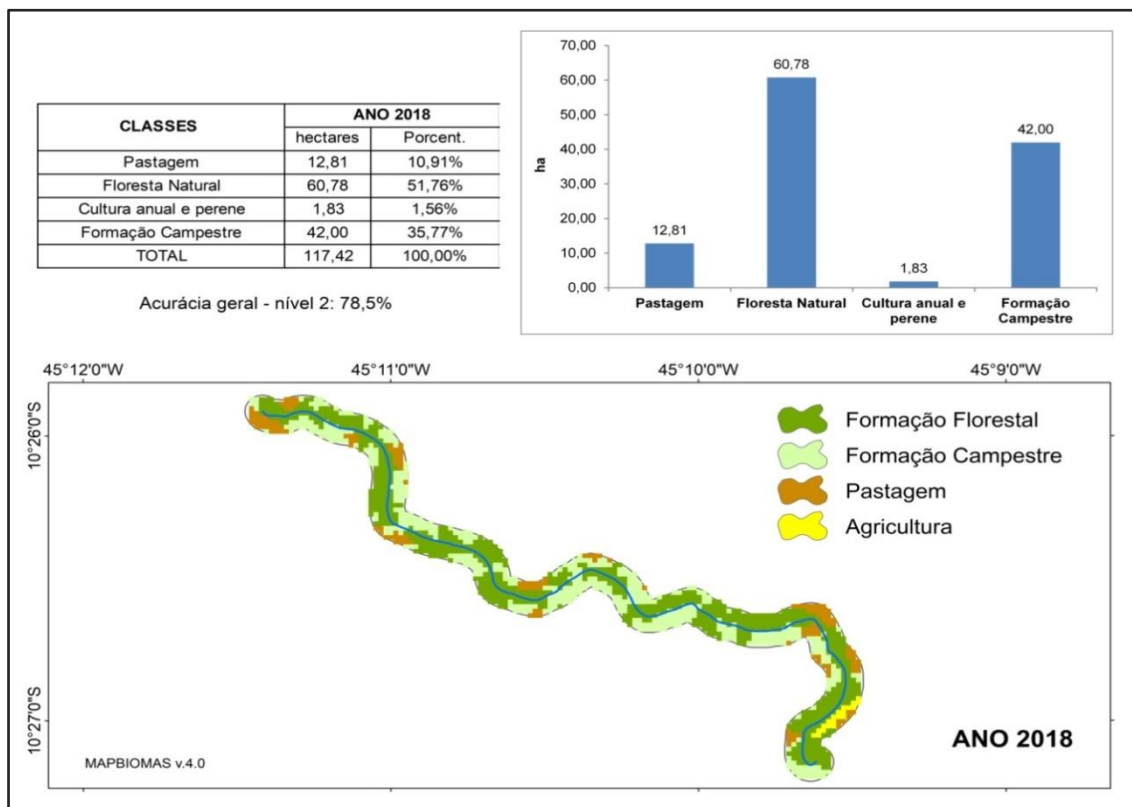 CLASSES ANO 2018
hectares Porcent.
Pastagem 12,81 10,91%
Floresta Natural 60,78 51,76%
Cultura anual e perene 1,83 1,56%
Formação Campestre 42,00 35,77%
TOTAL 117,42 100,00%
Acurácia geral - nível 2: 78,5%
ha
70,00
60,00
50,00
40,00
30,00
20,00
10,00
0,00
12,81
60,78
1,83
42,00
Pastagem
Floresta Natural
Cultura anual e
perene
Formação
Campestre
45°12'0"W 45°11'0"W 45°10'0"W 45°9'0"W
10°26'0"S
10°27'0"S
Formação Florestal
Formação Campestre
Pastagem
Agricultura
MAPBIOMAS v.4.0
ANO 2018